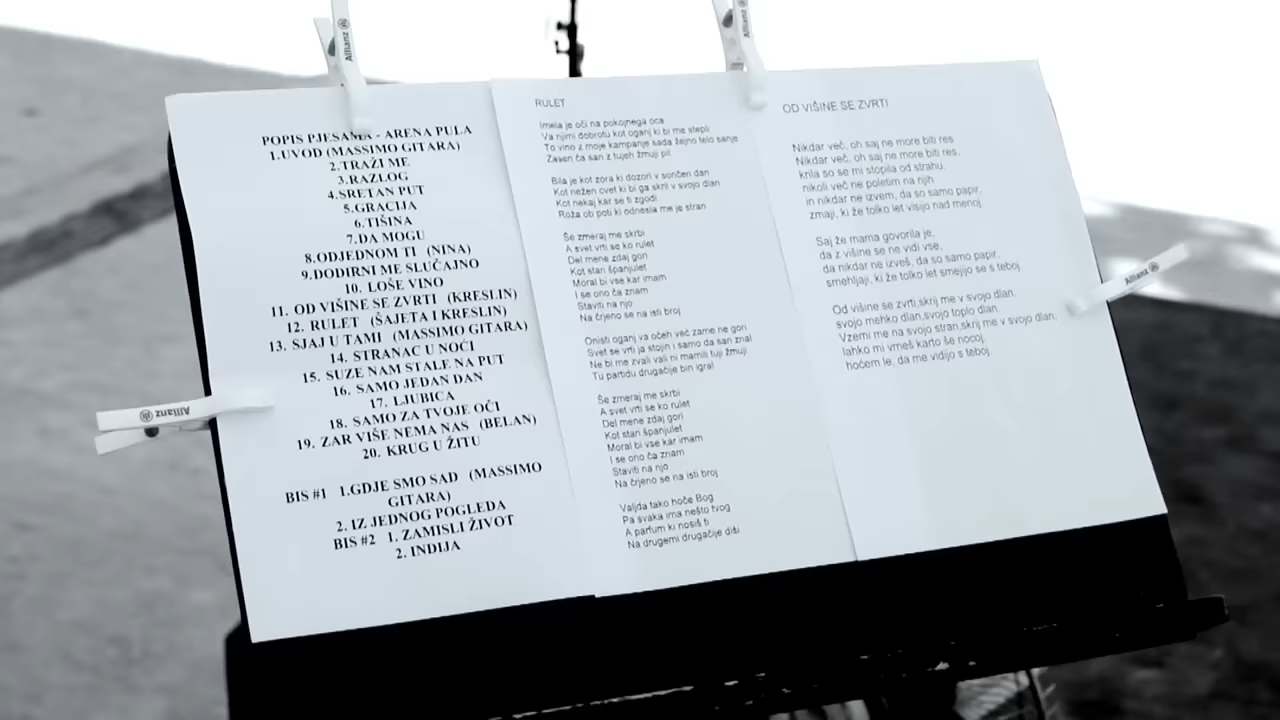 POPIS PJESAMA - ARENA PULA
1.UVOD (MASSIMO GITARA)
2.TRAŽI ME
3.RAZLOG
4.SRETAN PUT
5.GRACIJA
6.TIŠINA
7.DA MOGU
8.ODJEDNOM TI (NINA)
9.DODIRNI ME SLUČAJNO
10. LOŠE VINO
11. OD VIŠINE SE ZVRTI (KRESLIN)
12. RULET (ŠAJETA I KRESLIN)
13. SJAJ U TAMI (MASSIMO GITARA)
14. STRANAC U NOĆI
15. SUZE NAM STALE NA PUT
16. SAMO JEDAN DAN
17. LJUBICA
18. SAMO ZA TVOJE OČI
19. ZAR VIŠE NEMA NAS (BELAN)
20. KRUG U ŽITU
BIS #1 1.GDJE SMO SAD (MASSIMO
GITARA)
2. IZ JEDNOG POGLEDA
BIS #2 1. ZAMISLI ŽIVOT
2. INDIJA
RULET
Imela je oči na pokojnega oca
Va njimi dobrotu kot oganj ki bi me stepli
To vino z moje kampanje sada žejno telo sanje
Zasen ča san z tujeh žmuji pil
Bila je kot zora ki dozori v sončen dan
Kot nežen cvet ki bi ga skril v svojo dlan
Kot nekaj kar se ti zgodi
Roža ob poti ki odnesla me je stran
Še zmeraj me skrbi
A svet vrti se ko rulet
Del mene zdaj gori
Kot stari španjulet
Moral bi vse kar imam
I se ono ča znam
Staviti na njo
Na črjeno se na isti broj
Onisti oganj va očeh več zame ne gori
Svet se vrti ja stojin i samo da san znal
Ne bi me zvali vali ni mamili tuji žmuji
Tu partidu drugačije bin igral
Še zmeraj me skrbi
A svet vrti se ko rulet
Del mene zdaj gori
Kot stari španjulet
Moral bi vse kar imam
I se ono ča znam
Staviti na njo
Na črjeno se na isti broj
Valjda tako hoče Bog
Pa svaka ima nešto tvog
A parfum ki nosiš ti
Na drugemi drugačije diši
OD VIŠINE SE ZVRTI
Nikdar več, oh saj ne more biti res
Nikdar več, oh saj ne more biti res,
krila so se mi stopila od strahu,
nikoli več ne poletim na njih
in nikdar ne izvem, da so samo papir,
zmaji, ki že tolko let visijo nad menoj.
Saj že mama govorila je,
da z višine se ne vidi vse,
da nikdar ne izveš, da so samo papir,
smehljaji, ki že tolko let smejijo se s teboj.
Od višine se zvrti,skrij me v svojo dlan,
svojo mehko dlan,svojo toplo dlan.
Vzemi me na svojo stran,skrij me v svojo dlan,
lahko mi vrneš karto še nocoj,
hočem le, da me vidijo s teboj.
Allianz
Allianz
Allianz
Allianz